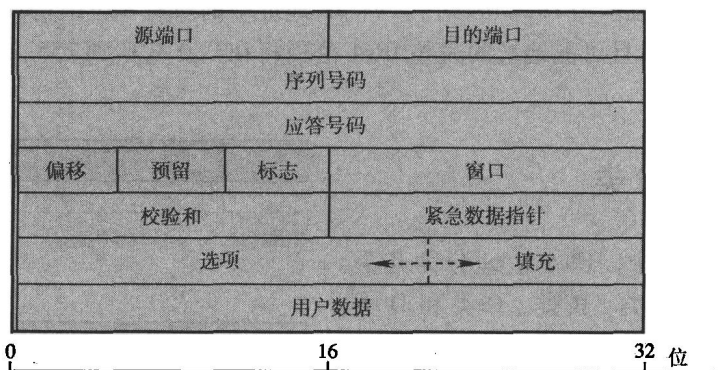 源端口 目的端口
序列号码
应答号码
偏移 预留 标志 窗口
校验和 紧急数据指针
选项 填充
用户数据
0 16 32 位